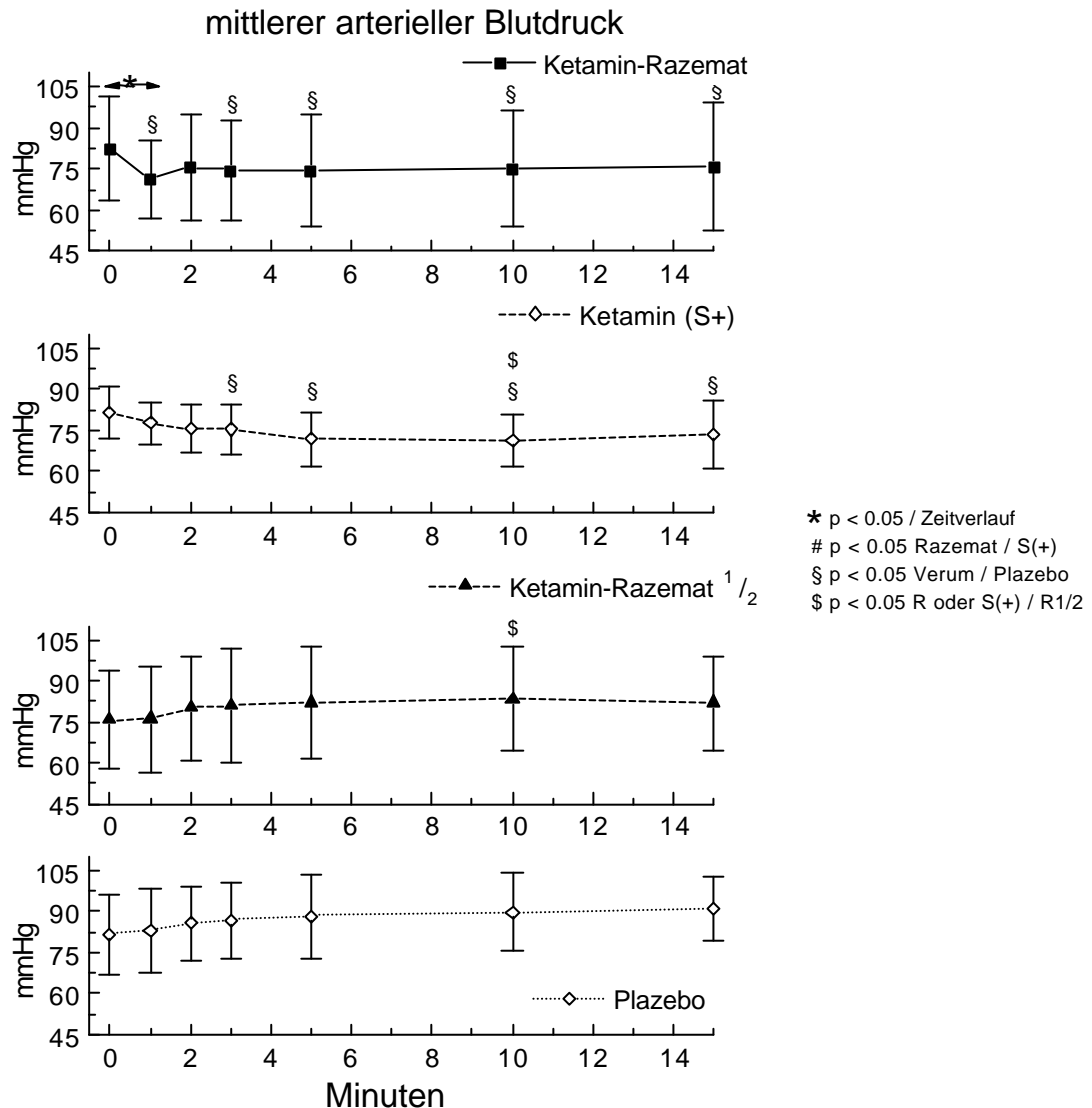 mittlerer arterieller Blutdruck
Ketamin-Razemat
*
§ § § § §
105
90
75
60
45
mmHg
0 2 4 6 8 10 12 14
Ketamin (S+)
$
§ § § §
105
90
75
60
45
mmHg
0 2 4 6 8 10 12 14
* p < 0.05 / Zeitverlauf
# p < 0.05 Razemat / S(+)
§ p < 0.05 Verum / Plazebo
$ p < 0.05 R oder S(+) / R1/2
Ketamin-Razemat 1/2
$
105
90
75
60
45
mmHg
0 2 4 6 8 10 12 14
105
90
75
60
45
mmHg
Plazebo
0 2 4 6 8 10 12 14
Minuten